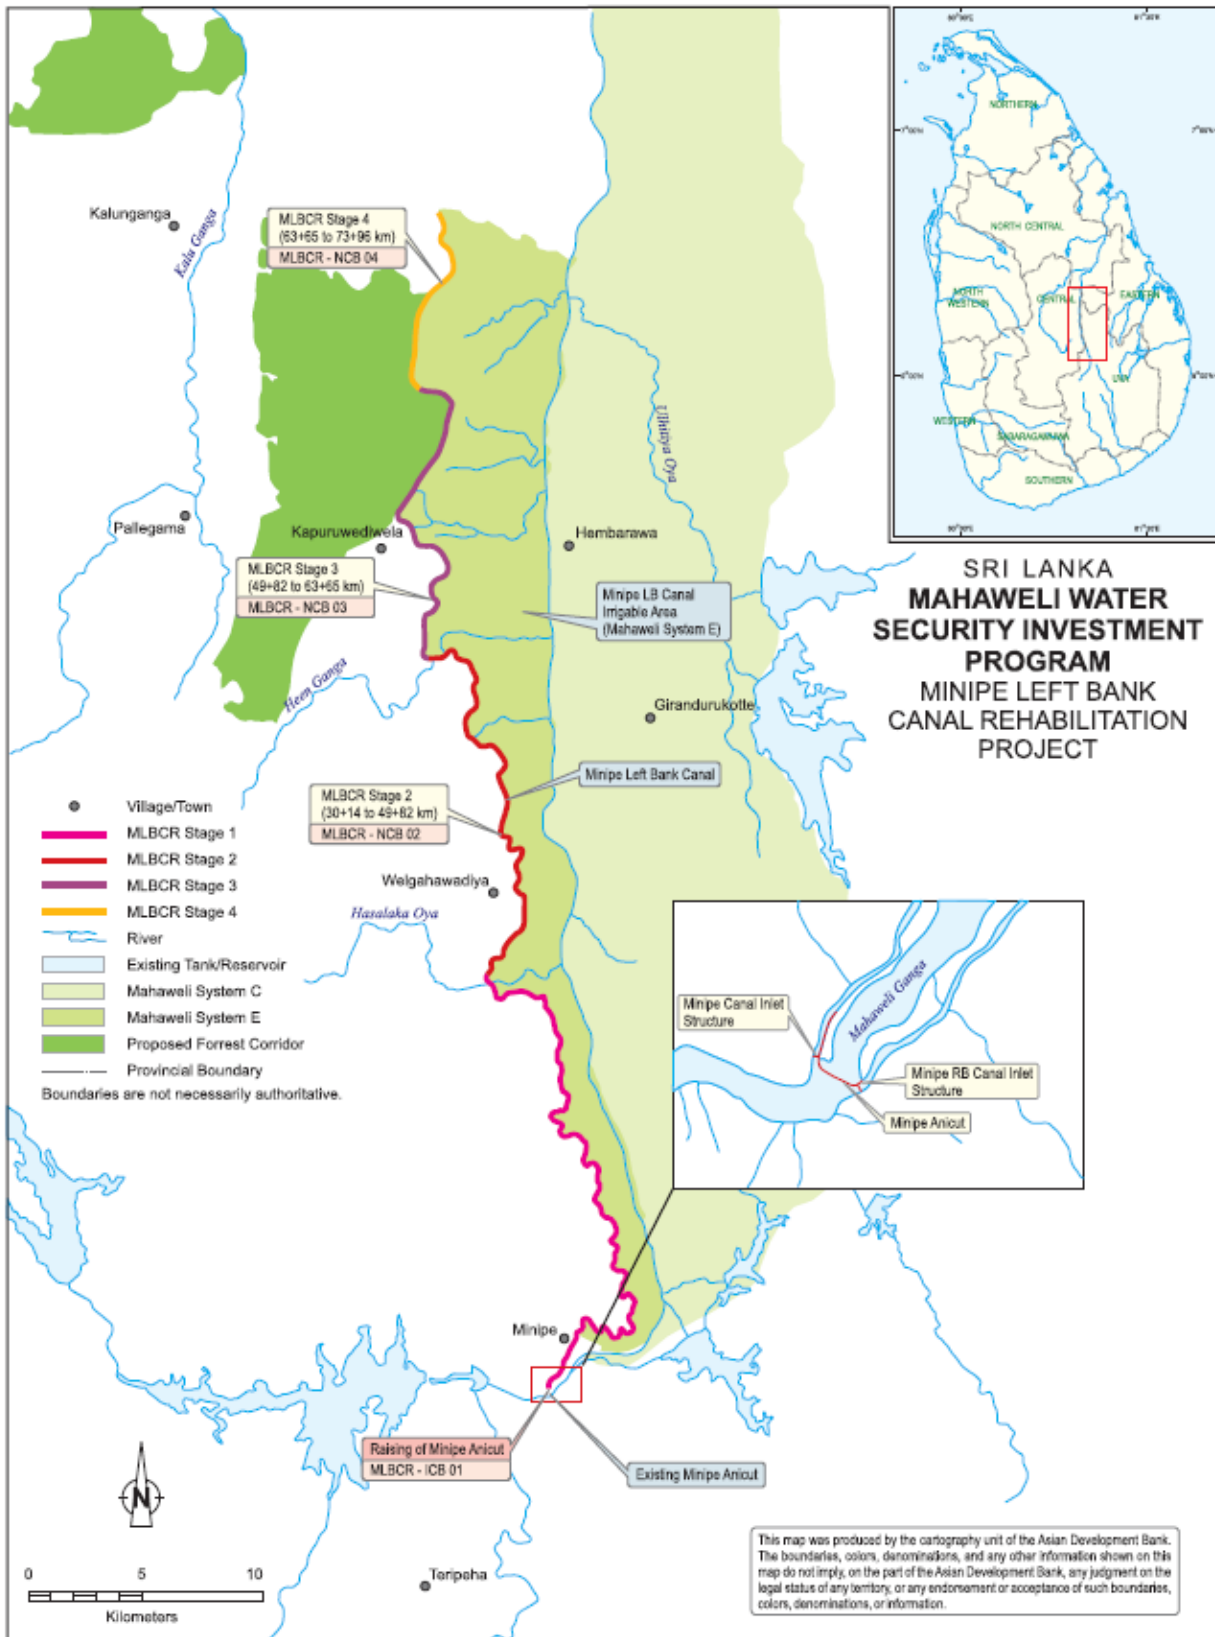 Kalunganga
Kalu Ganga
MLBCR Stage 4
(63+65 to 73+96 km)
MLBCR - NCB 04
Ulhitiya Oya
Pallegama
Kapuruwediwela
Hembarawa
MLBCR Stage 3
(49+82 to 63+65 km)
MLBCR - NCB 03
Minipe LB Canal
Irrigable Area
(Mahaweli System E)
Heen Ganga
Girandurukotte
Minipe Left Bank Canal
MLBCR Stage 2
(30+14 to 49+82 km)
MLBCR - NCB 02
Welgahawadiya
Hasalaka Oya
NORTHERN
NORTH CENTRAL
NORTH
WESTERN
CENTRAL
EASTERN
UVA
WESTERN
SABARAGAMUWA
SOUTHERN
SRI LANKA
MAHAWELI WATER
SECURITY INVESTMENT
PROGRAM
MINIPE LEFT BANK
CANAL REHABILITATION
PROJECT
Village/Town
MLBCR Stage 1
MLBCR Stage 2
MLBCR Stage 3
MLBCR Stage 4
River
Existing Tank/Reservoir
Mahaweli System C
Mahaweli System E
Proposed Forrest Corridor
Provincial Boundary
Boundaries are not necessarily authoritative.
Mahaweli Ganga
Minipe Canal Inlet
Structure
Minipe RB Canal Inlet
Structure
Minipe Anicut
Minipe
Raising of Minipe Anicut
MLBCR - ICB 01
Existing Minipe Anicut
N
0 5 10
Kilometers
Teripeha
This map was produced by the cartography unit of the Asian Development Bank.
The boundaries, colors, denominations, and any other information shown on this
map do not imply, on the part of the Asian Development Bank, any judgment on the
legal status of any territory, or any endorsement or acceptance of such boundaries,
colors, denominations, or information.